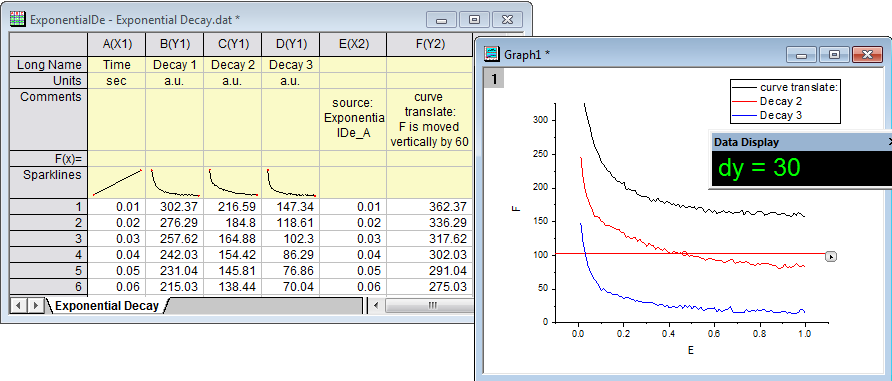 ExponentialDe - Exponential Decay.dat *
A(X1) B(Y1) C(Y1) D(Y1) E(X2) F(Y2)
Long Name Time Decay 1 Decay 2 Decay 3
Units sec a.u. a.u. a.u.
Comments
source:
Exponentia
lDe_A
curve
translate:
F is moved
vertically by 60
F(x)=
Sparklines
1 0.01 302.37 216.59 147.34 0.01 362.37
2 0.02 276.29 184.8 118.61 0.02 336.29
3 0.03 257.62 164.88 102.3 0.03 317.62
4 0.04 242.03 154.42 86.29 0.04 302.03
5 0.05 231.04 145.81 76.86 0.05 291.04
6 0.06 215.03 138.44 70.04 0.06 275.03
Exponential Decay
Graph1 *
1
curve translate:
Decay 2
Decay 3
Data Display
dy = 30
300
250
200
150
100
50
0
F
0.0 0.2 0.4 0.6 0.8 1.0
E